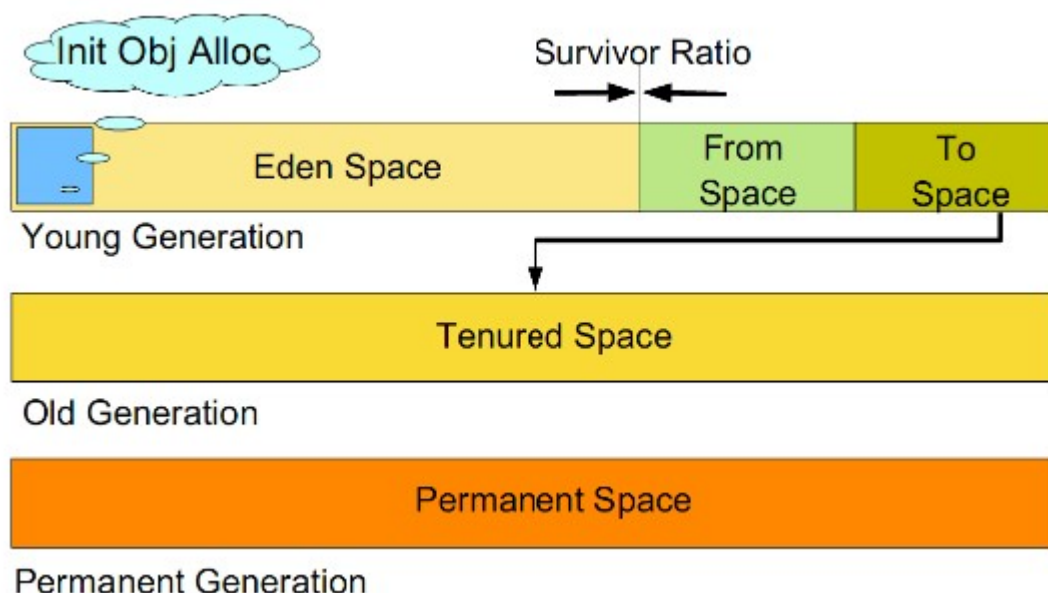 Init Obj Alloc
Survivor Ratio
Eden Space
From
Space
To
Space
Young Generation
Tenured Space
Old Generation
Permanent Space
Permanent Generation